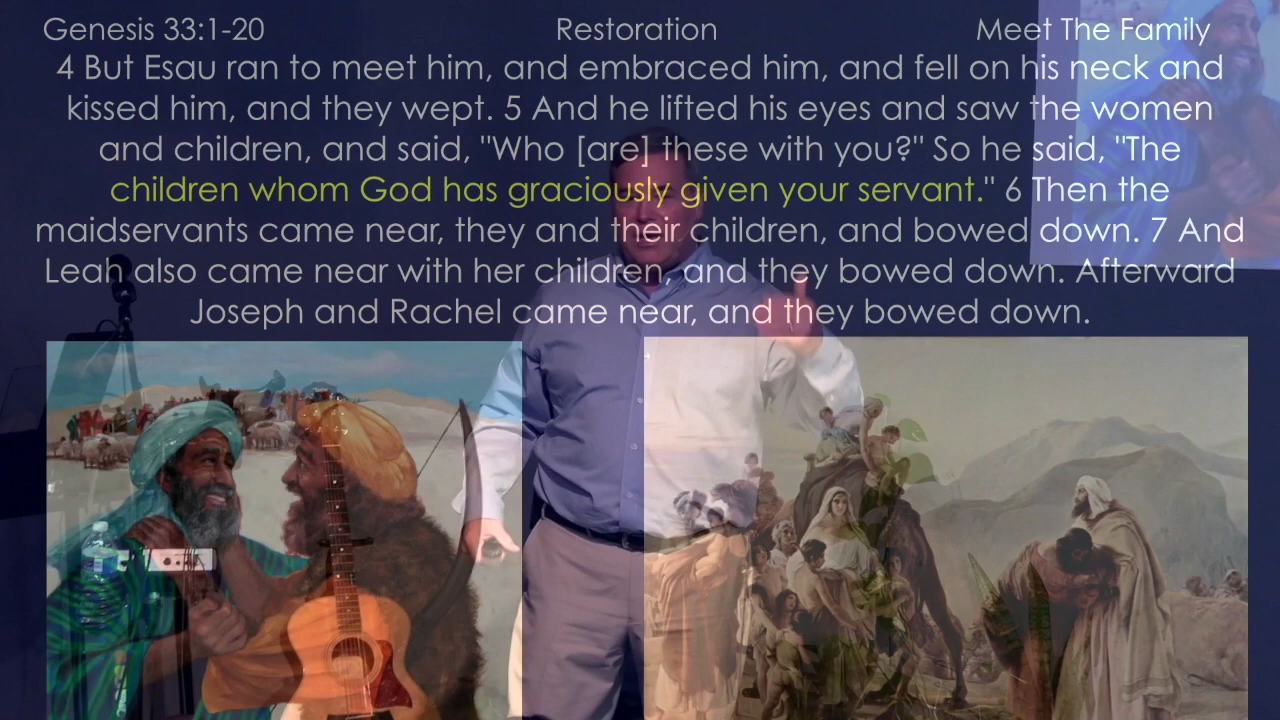 Genesis 33:1-20 Restoration Meet The Family
4 But Esau ran to meet him, and embraced him, and fell on his neck and
kissed him, and they wept. 5 And he lifted his eyes and saw the women
and children, and said, "Who [are] these with you?" So he said, "The
children whom God has graciously given your servant." 6 Then the
maidservants came near, they and their children, and bowed down. 7 And
Leah also came near with her children, and they bowed down. Afterward
Joseph and Rachel came near, and they bowed down.